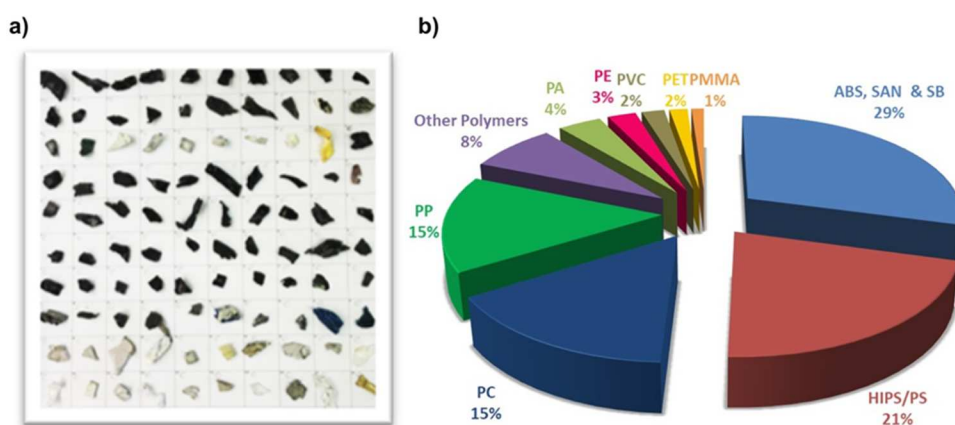 a)
b)
ABS, SAN & SB
29%
HIPS/PS
21%
PC
15%
PP
15%
Other Polymers
8%
PA
4%
PE
3%
PVC
2%
PET
2%
PMMA
1%